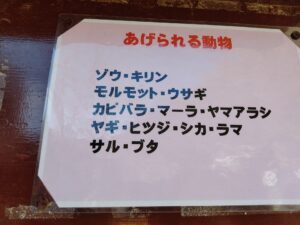 あげられる動物
ゾウ・キリン
モルモット・ウサギ
カピバラ・マーラ・ヤマアラシ
ヤギ・ヒツジ・シカ・ラマ
サル・ブタ